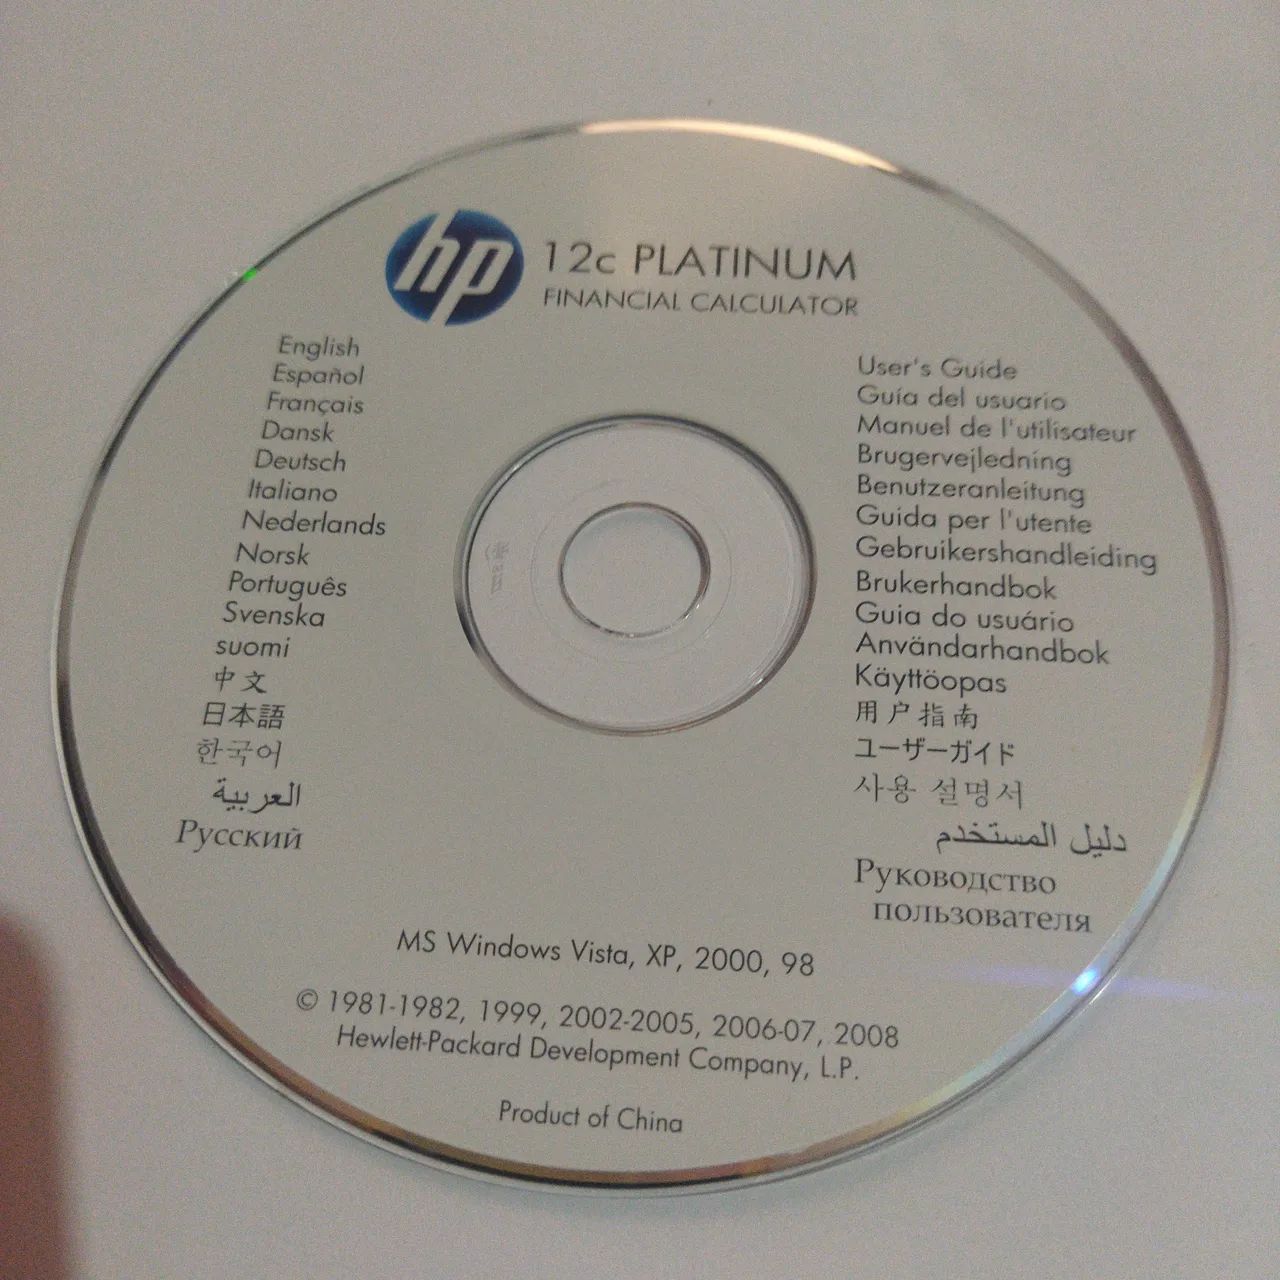 hp
12c PLATINUM
FINANCIAL CALCULATOR
English
Español
Français
Dansk
Deutsch
Italiano
Nederlands
Norsk
Português
Svenska
suomi
中文
日本語
한국어
العربية
Русский
User's Guide
Guía del usuario
Manuel de l'utilisateur
Brugervejledning
Benutzeranleitung
Guida per l'utente
Gebruikershandleiding
Brukerhandbok
Guia do usuário
Användarhandbok
Käyttöopas
用户指南
ユーザーガイド
사용 설명서
دليل المستخدم
Руководство
пользователя
MS Windows Vista, XP, 2000, 98
© 1981-1982, 1999, 2002-2005, 2006-07, 2008
Hewlett-Packard Development Company, L.P.
Product of China